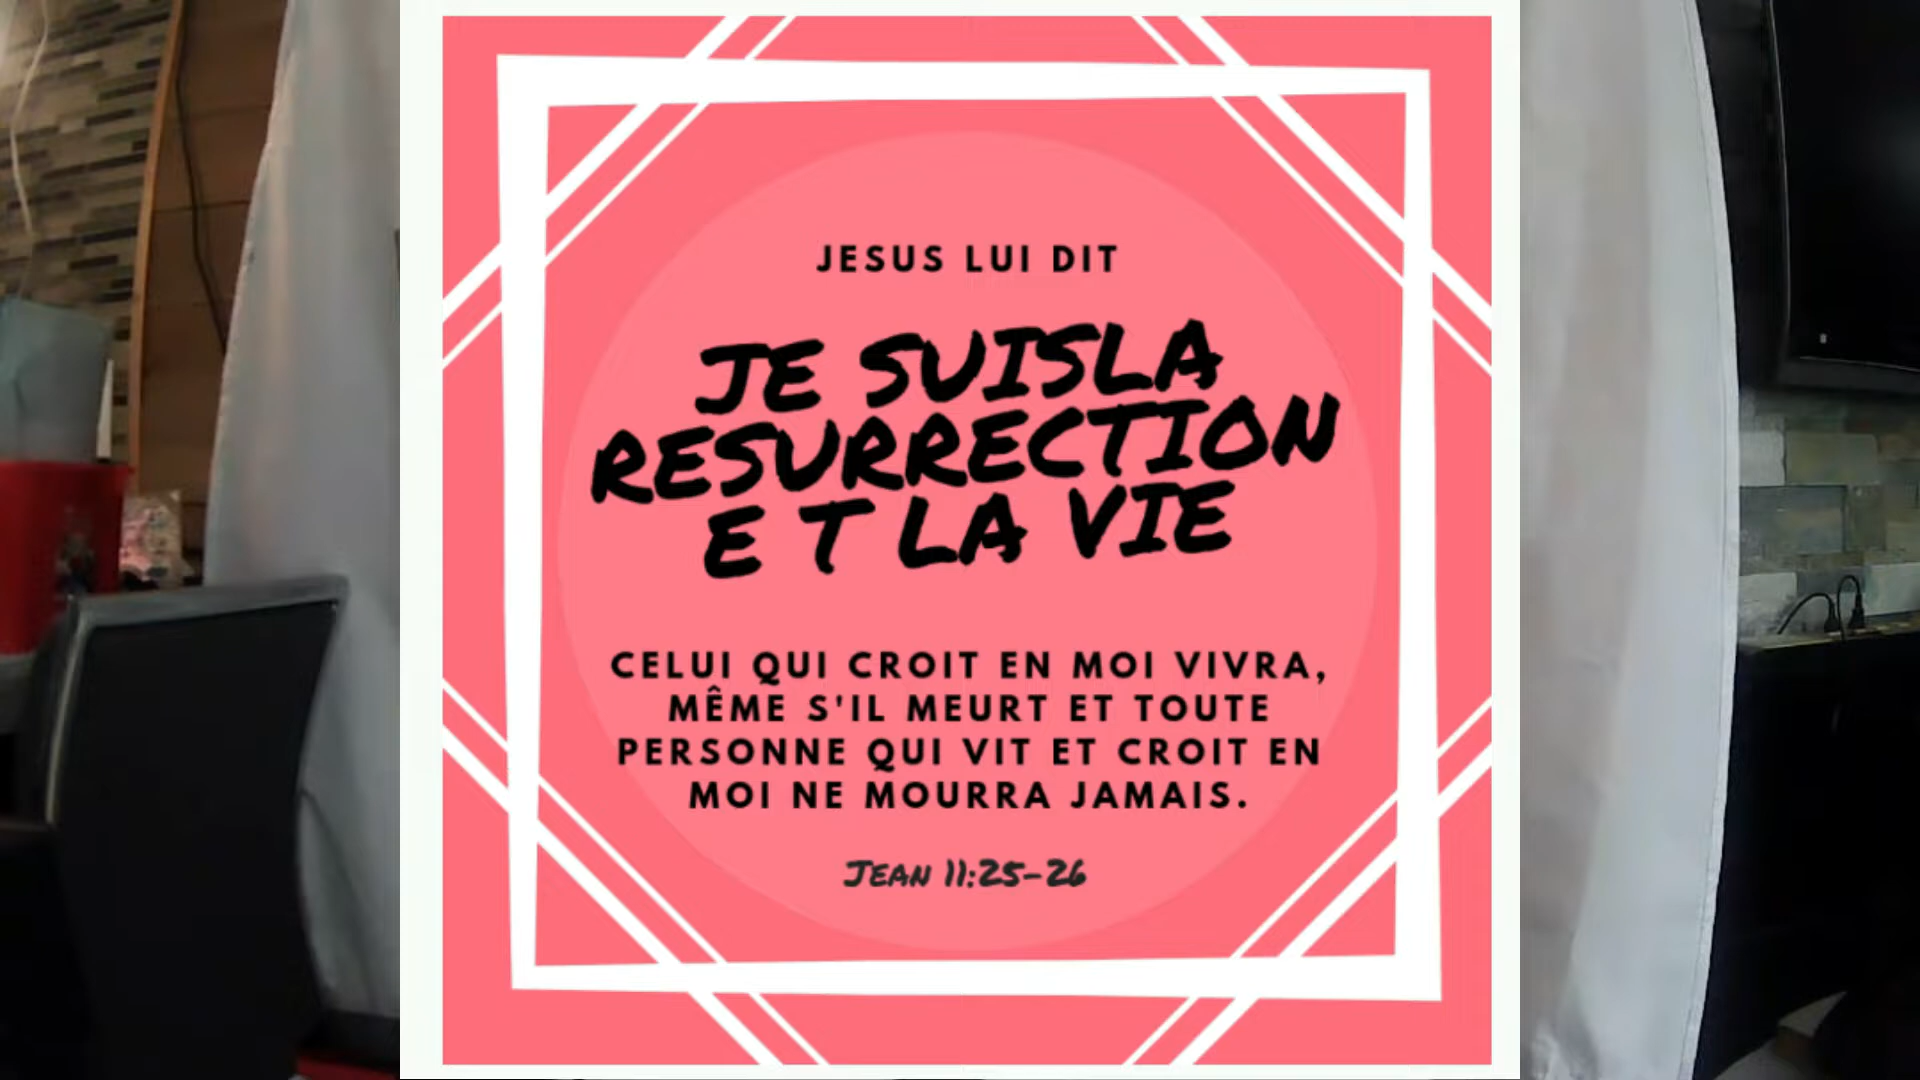 JESUS LUI DIT
JE SUISLA
RESURRECTION
E T LA VIE
CELUI QUI CROIT EN MOI VIVRA,
MÊME S'IL MEURT ET TOUTE
PERSONNE QUI VIT ET CROIT EN
MOI NE MOURRA JAMAIS.
JEAN 11:25-26